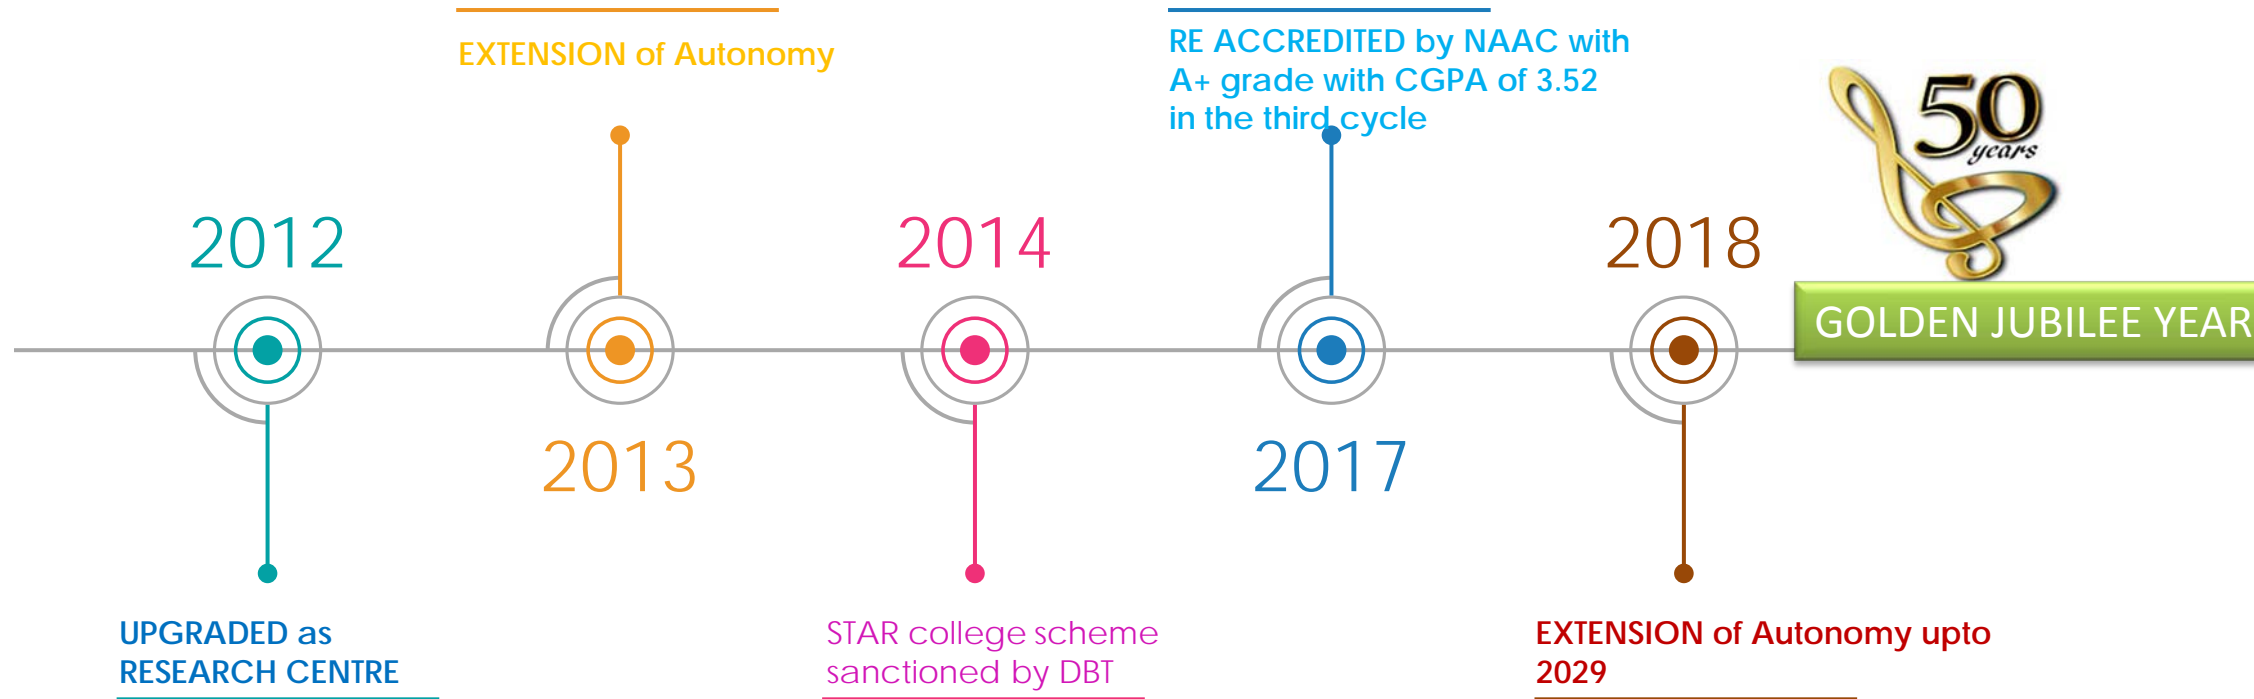 EXTENSION of Autonomy
RE ACCREDITED by NAAC with
A+ grade with CGPA of 3.52
in the third cycle
50
years
2012
2014
2018
GOLDEN JUBILEE YEAR
2013
2017
UPGRADED as
RESEARCH CENTRE
STAR college scheme
sanctioned by DBT
EXTENSION of Autonomy upto
2029